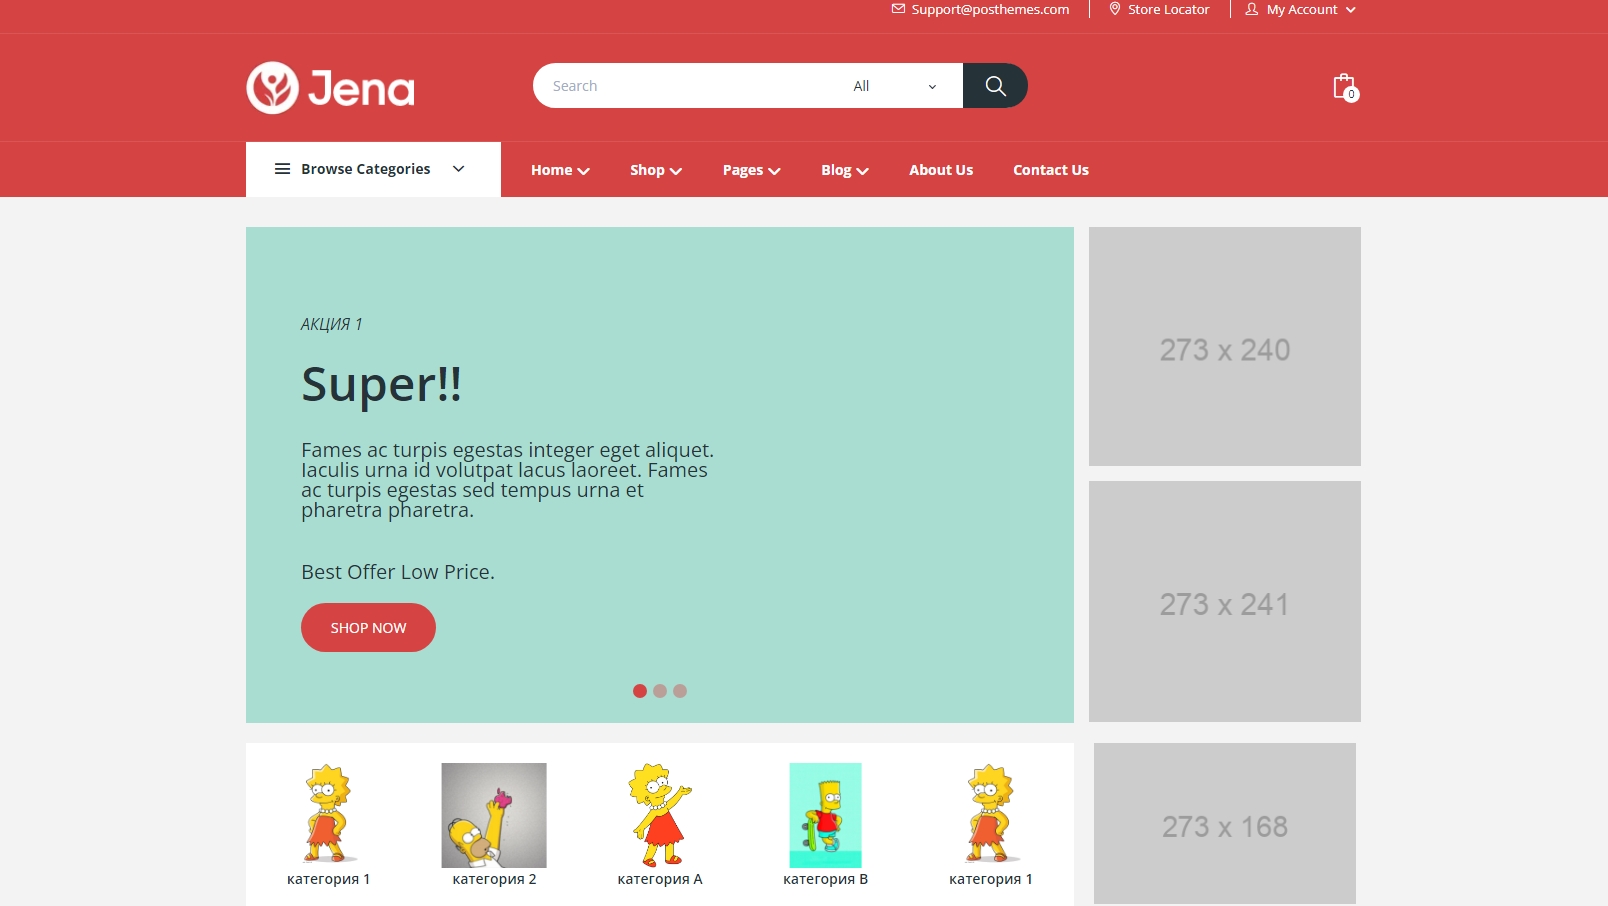 Support@posthemes.com
Store Locator
My Account
Jena
Search
All
0
Browse Categories
Home
Shop
Pages
Blog
About Us
Contact Us
АКЦИЯ 1
Super!!
Fames ac turpis egestas integer eget aliquet.
Iaculis urna id volutpat lacus laoreet. Fames
ac turpis egestas sed tempus urna et
pharetra pharetra.
Best Offer Low Price.
SHOP NOW
273 x 240
273 x 241
273 x 168
категория 1
категория 2
категория A
категория B
категория 1